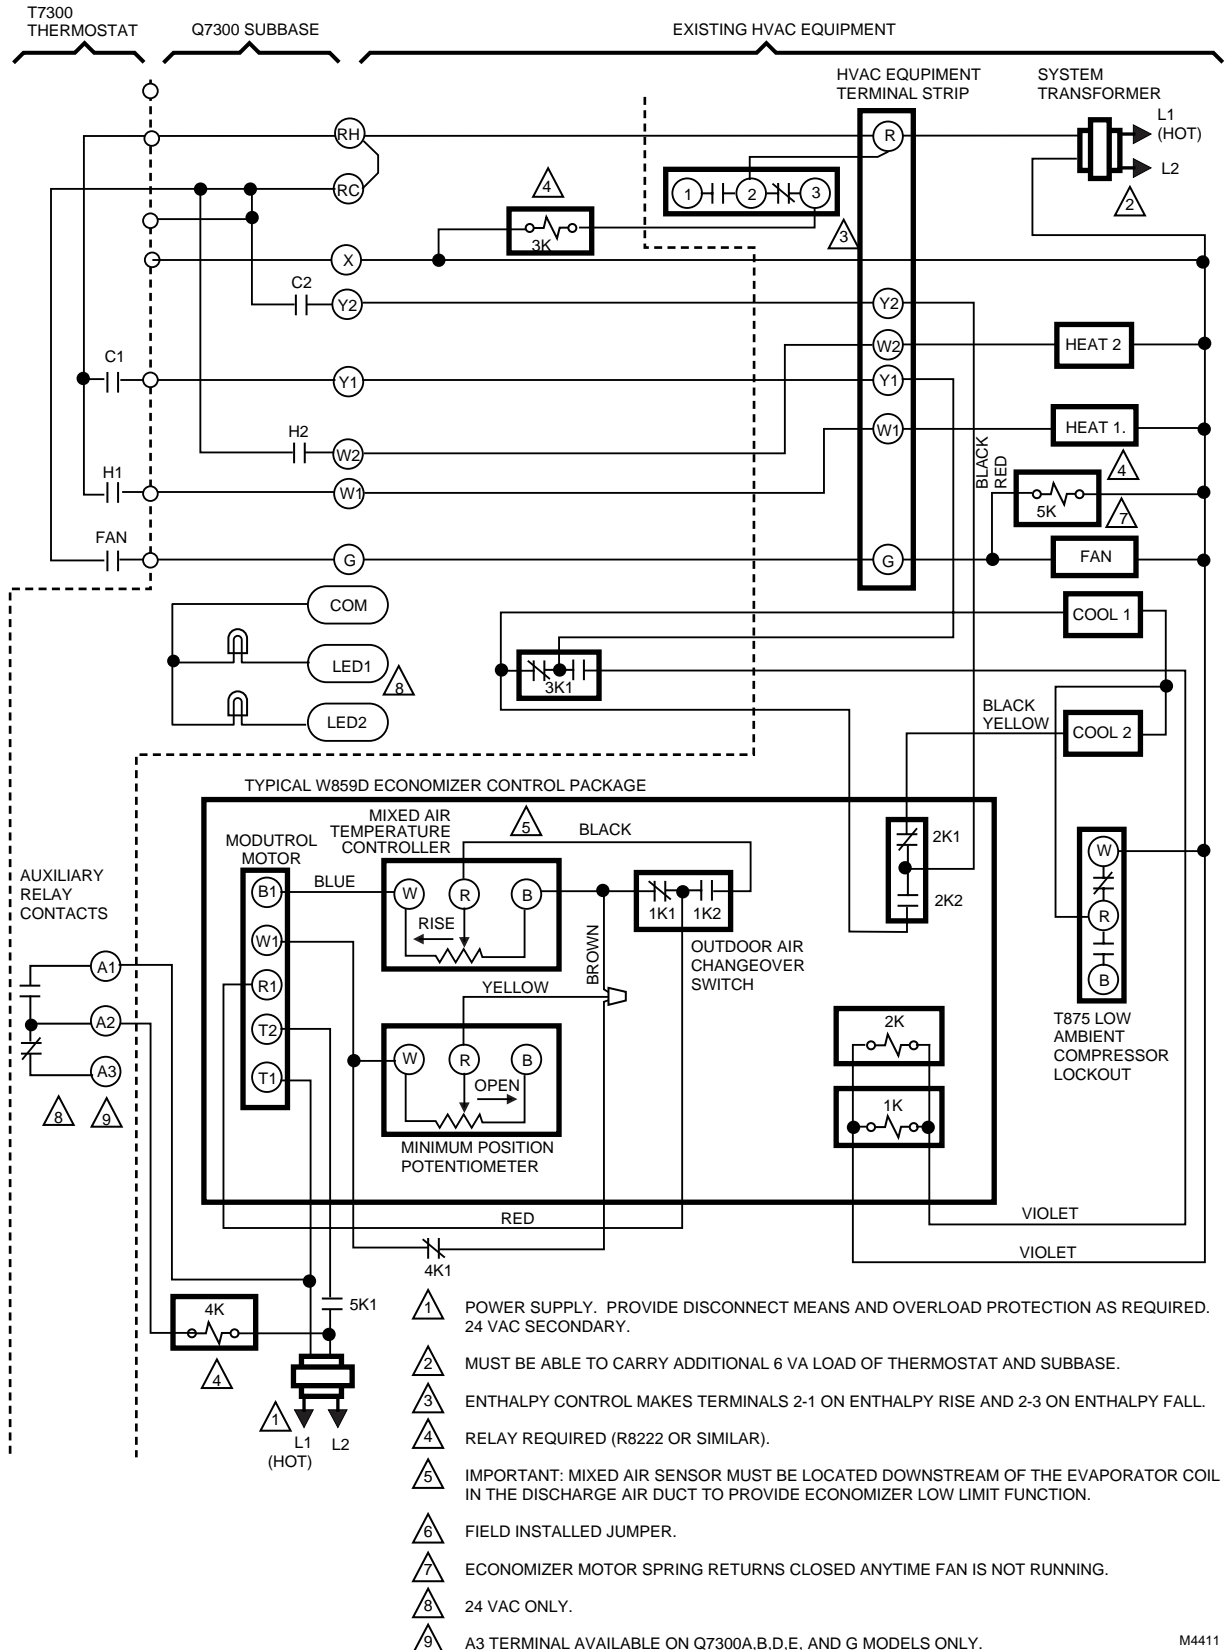 T7300
THERMOSTAT
Q7300 SUBBASE
EXISTING HVAC EQUIPMENT
HVAC EQUPIMENT
TERMINAL STRIP
SYSTEM
TRANSFORMER
L1
(HOT)
L2
2
RH
R
RC
1
2
3
4
3K
3
X
C2
Y2
Y2
W2
HEAT 2
C1
Y1
Y1
H2
W2
W1
HEAT 1.
4
BLACK
RED
H1
W1
5K
7
FAN
G
G
FAN
COM
COOL 1
LED1
8
3K1
LED2
BLACK
YELLOW
COOL 2
TYPICAL W859D ECONOMIZER CONTROL PACKAGE
MODUTROL
MOTOR
MIXED AIR
TEMPERATURE
CONTROLLER
5
BLACK
2K1
2K2
B1
BLUE
W
R
B
RISE
1K1
1K2
OUTDOOR AIR
CHANGEOVER
SWITCH
BROWN
W1
R1
T2
T1
YELLOW
W
R
B
OPEN
MINIMUM POSITION
POTENTIOMETER
2K
1K
W
R
B
T875 LOW
AMBIENT
COMPRESSOR
LOCKOUT
AUXILIARY
RELAY
CONTACTS
A1
A2
A3
8
9
RED
VIOLET
VIOLET
4K1
5K1
4K
4
1
L1
(HOT)
L2
1 POWER SUPPLY. PROVIDE DISCONNECT MEANS AND OVERLOAD PROTECTION AS REQUIRED.
24 VAC SECONDARY.
2 MUST BE ABLE TO CARRY ADDITIONAL 6 VA LOAD OF THERMOSTAT AND SUBBASE.
3 ENTHALPY CONTROL MAKES TERMINALS 2-1 ON ENTHALPY RISE AND 2-3 ON ENTHALPY FALL.
4 RELAY REQUIRED (R8222 OR SIMILAR).
5 IMPORTANT: MIXED AIR SENSOR MUST BE LOCATED DOWNSTREAM OF THE EVAPORATOR COIL
IN THE DISCHARGE AIR DUCT TO PROVIDE ECONOMIZER LOW LIMIT FUNCTION.
6 FIELD INSTALLED JUMPER.
7 ECONOMIZER MOTOR SPRING RETURNS CLOSED ANYTIME FAN IS NOT RUNNING.
8 24 VAC ONLY.
9 A3 TERMINAL AVAILABLE ON Q7300A,B,D,E, AND G MODELS ONLY.
M4411